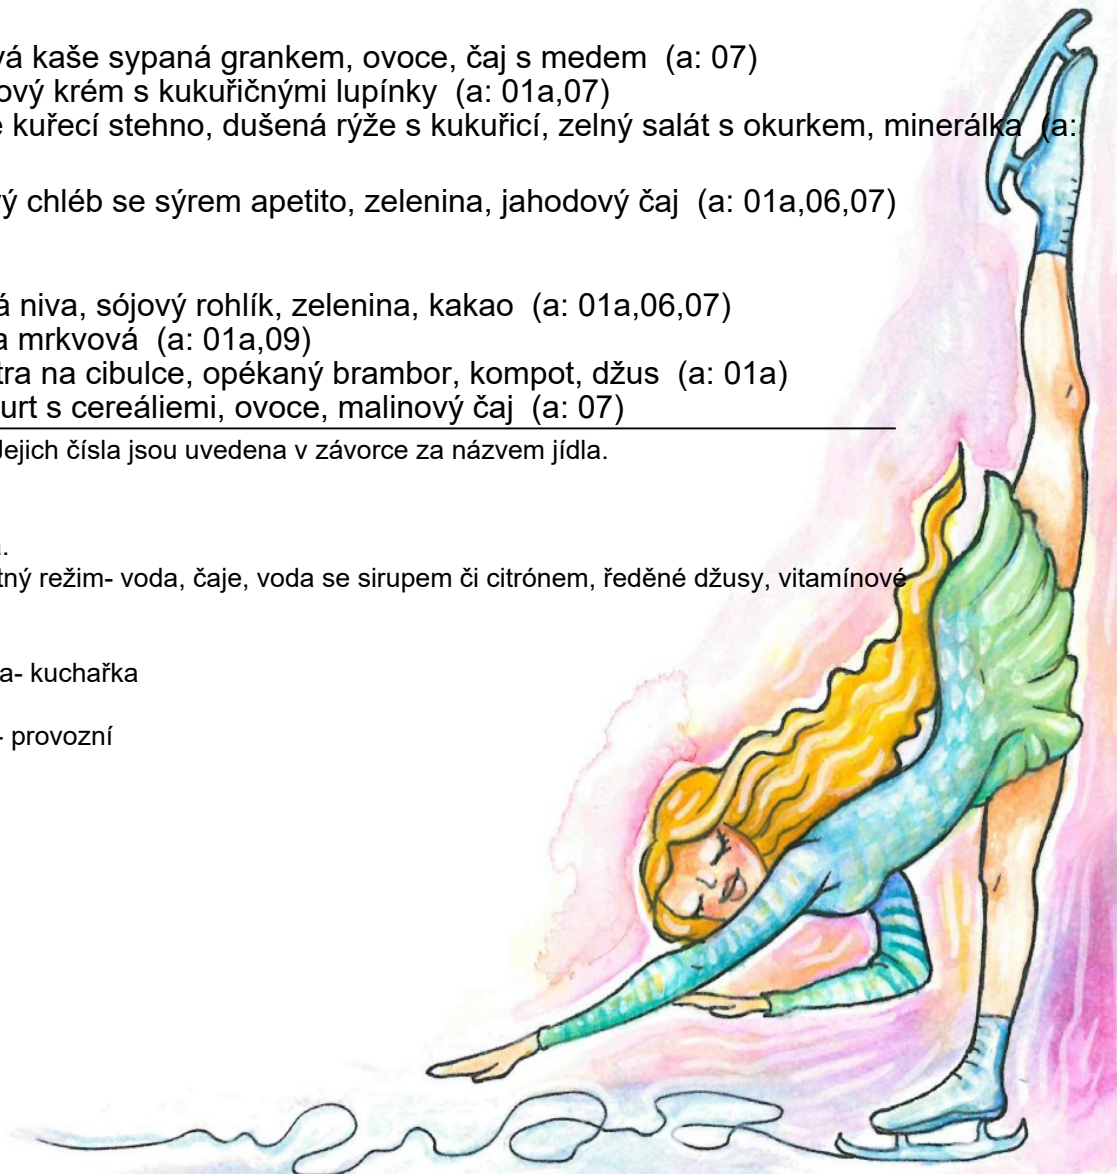 vá kaše sypaná grankem, ovoce, čaj s medem (a: 07)
ový krém s kukuřičnými lupínky (a: 01a,07)
e kuřecí stehno, dušená rýže s kukuřicí, zelný salát s okurkem, minerálka (a:
vý chléb se sýrem apetito, zelenina, jahodový čaj (a: 01a,06,07)
á niva, sójový rohlík, zelenina, kakao (a: 01a,06,07)
a mrkvová (a: 01a,09)
tra na cibulce, opékaný brambor, kompot, džus (a: 01a)
urt s cereáliemi, ovoce, malinový čaj (a: 07)
Jejich čísla jsou uvedena v závorce za názvem jídla.
tný režim- voda, čaje, voda se sirupem či citrónem, ředěné džusy, vitamínové
a- kuchařka
- provozní